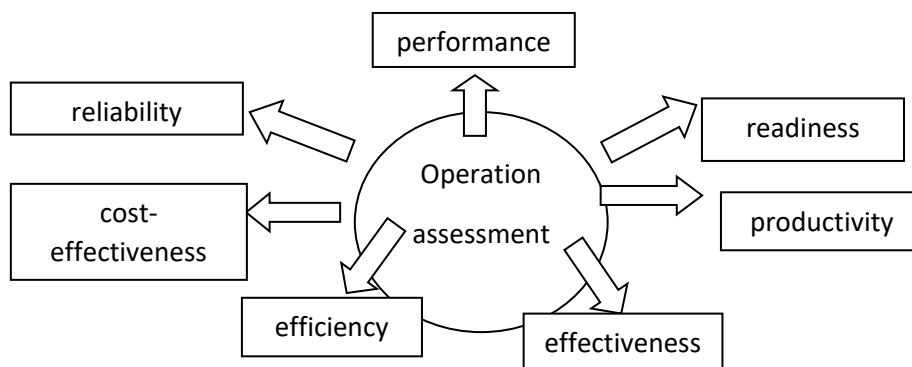 performance
reliability
readiness
Operation
assessment
cost-
effectiveness
productivity
efficiency
effectiveness